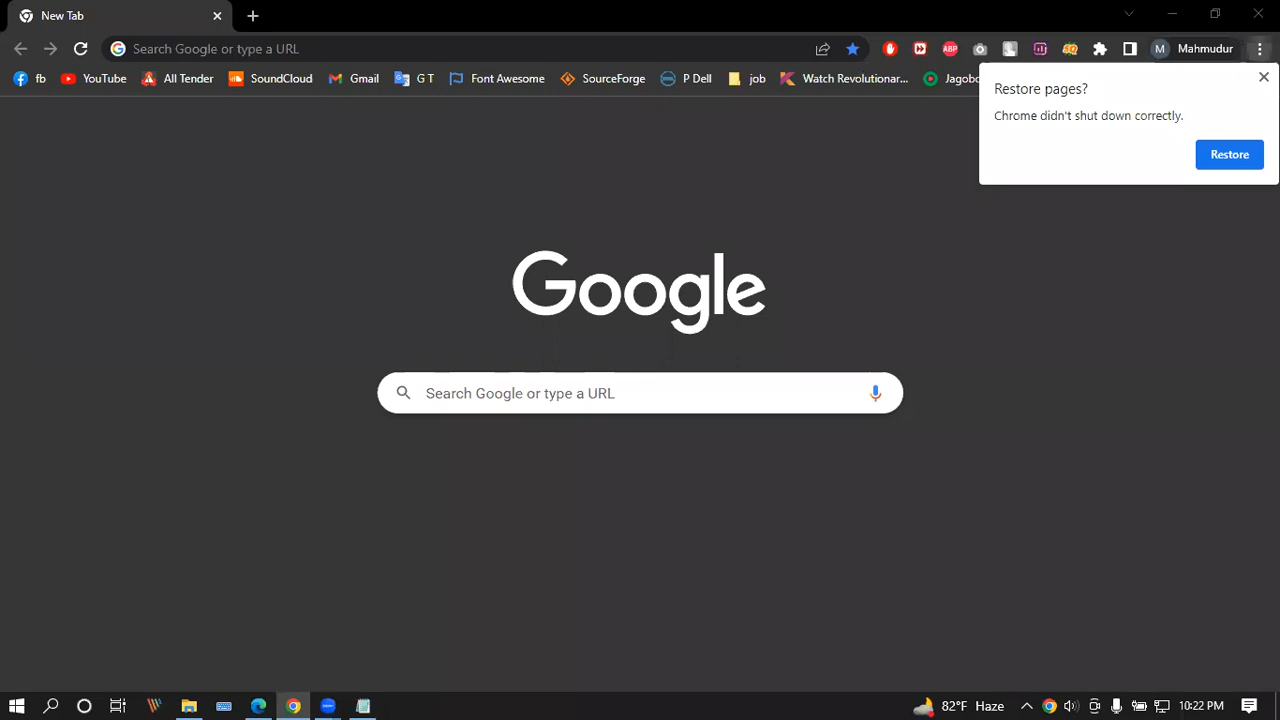 New Tab
Search Google or type a URL
M Mahmudur
fb YouTube All Tender SoundCloud Gmail G T Font Awesome SourceForge P Dell job Watch Revolutionar... Jagob
Restore pages?
Chrome didn't shut down correctly.
Restore
Google
Search Google or type a URL
82°F Haze 10:22 PM